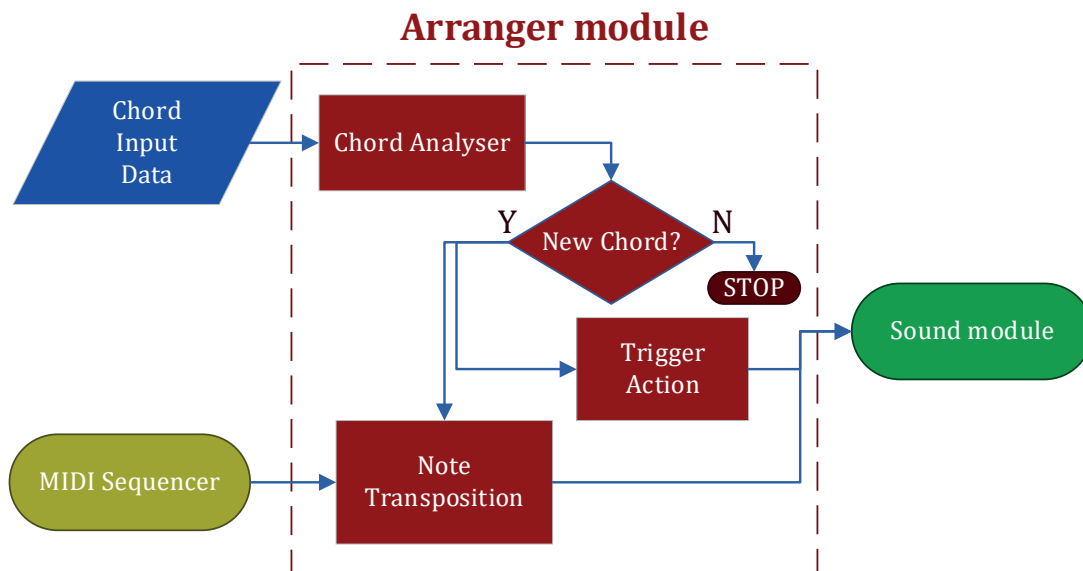 Arranger module
Chord
Input
Data
Chord Analyser
Y
N
New Chord?
STOP
Sound module
Trigger
Action
MIDI Sequencer
Note
Transposition